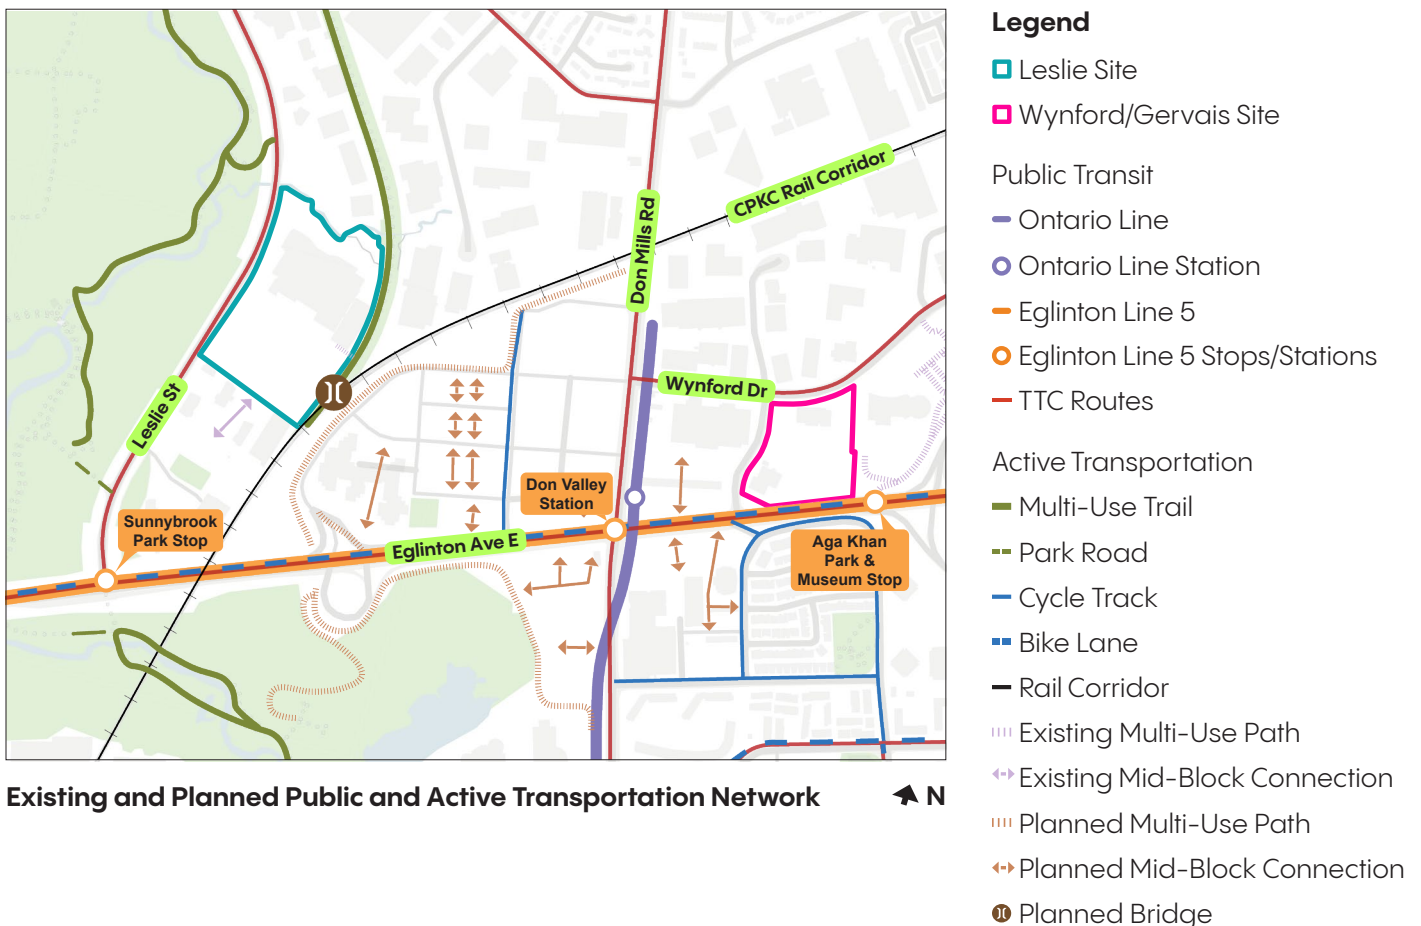 CPKC Rail Corridor
Don Mills Rd
Wynford Dr
Leslie St
Don Valley
Station
Sunnybrook
Park Stop
Eglinton Ave E
Aga Khan
Park &
Museum Stop
Existing and Planned Public and Active Transportation Network
N
Legend
Leslie Site
Wynford/Gervais Site
Public Transit
Ontario Line
Ontario Line Station
Eglinton Line 5
Eglinton Line 5 Stops/Stations
TTC Routes
Active Transportation
Multi-Use Trail
Park Road
Cycle Track
Bike Lane
Rail Corridor
Existing Multi-Use Path
Existing Mid-Block Connection
Planned Multi-Use Path
Planned Mid-Block Connection
Planned Bridge